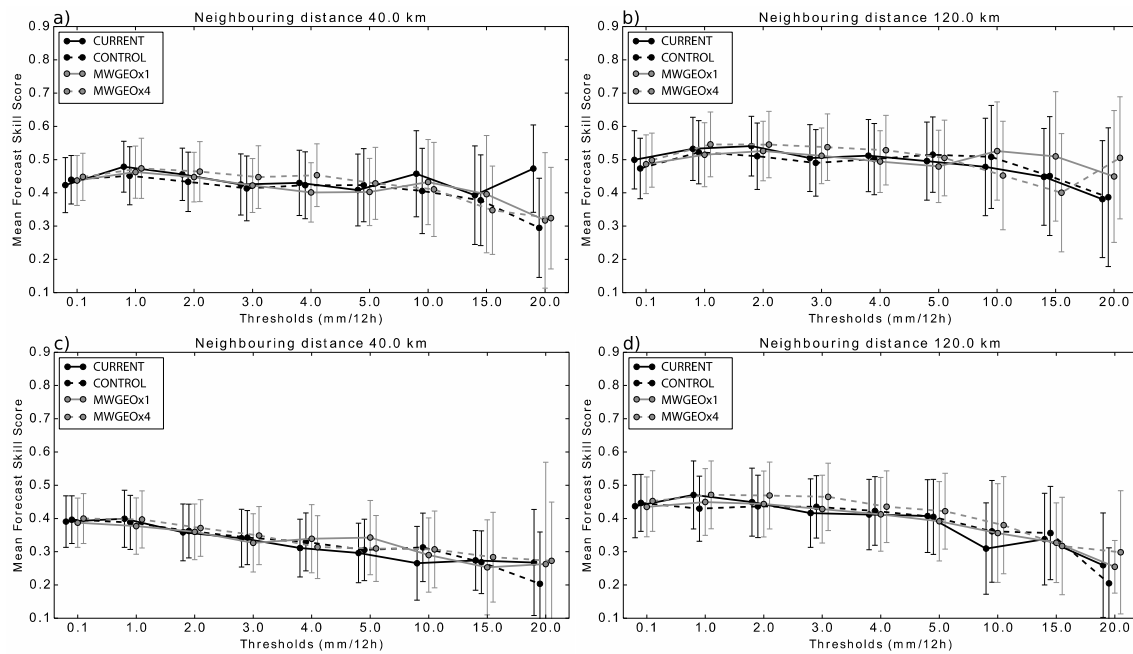 a)
Neighbouring distance 40.0 km
0.9
0.8
0.7
0.6
0.5
0.4
0.3
0.2
0.1
Mean Forecast Skill Score
CURRENT
CONTROL
MWGEOx1
MWGEOx4
0.1 1.0 2.0 3.0 4.0 5.0 10.0 15.0 20.0
Thresholds (mm/12h)
b)
Neighbouring distance 120.0 km
0.9
0.8
0.7
0.6
0.5
0.4
0.3
0.2
0.1
Mean Forecast Skill Score
CURRENT
CONTROL
MWGEOx1
MWGEOx4
0.1 1.0 2.0 3.0 4.0 5.0 10.0 15.0 20.0
Thresholds (mm/12h)
c)
Neighbouring distance 40.0 km
0.9
0.8
0.7
0.6
0.5
0.4
0.3
0.2
0.1
Mean Forecast Skill Score
CURRENT
CONTROL
MWGEOx1
MWGEOx4
0.1 1.0 2.0 3.0 4.0 5.0 10.0 15.0 20.0
Thresholds (mm/12h)
d)
Neighbouring distance 120.0 km
0.9
0.8
0.7
0.6
0.5
0.4
0.3
0.2
0.1
Mean Forecast Skill Score
CURRENT
CONTROL
MWGEOx1
MWGEOx4
0.1 1.0 2.0 3.0 4.0 5.0 10.0 15.0 20.0
Thresholds (mm/12h)